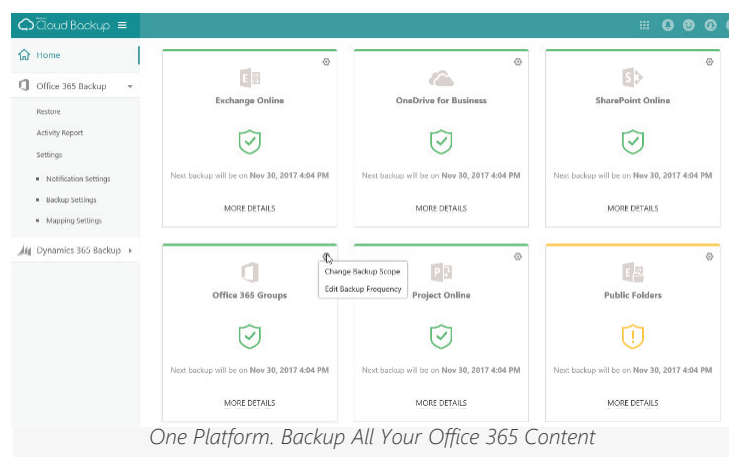 Cloud Backup
Home
Office 365 Backup
Restore
Activity Report
Settings
Notification Settings
Backup Settings
Mapping Settings
Dynamics 365 Backup
Exchange Online
Next backup will be on Nov 30, 2017 4:04 PM
MORE DETAILS
OneDrive for Business
Next backup will be on Nov 30, 2017 4:04 PM
MORE DETAILS
SharePoint Online
Next backup will be on Nov 30, 2017 4:04 PM
MORE DETAILS
Office 365 Groups
Next backup will be on Nov 30, 2017 4:04 PM
MORE DETAILS
Change Backup Scope
Edit Backup Frequency
Project Online
Next backup will be on Nov 30, 2017 4:04 PM
MORE DETAILS
Public Folders
Next backup will be on Nov 30, 2017 4:04 PM
MORE DETAILS
One Platform. Backup All Your Office 365 Content